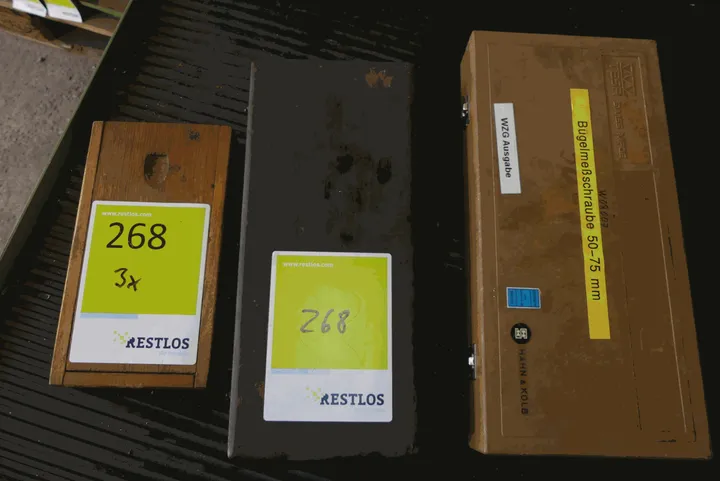 www.restlos.com
268
3x
RESTLOS
www.restlos.com
268
RESTLOS
WZG Ausgabe
Bügelmeßschraube 50-75 mm
HAHN & KOLB